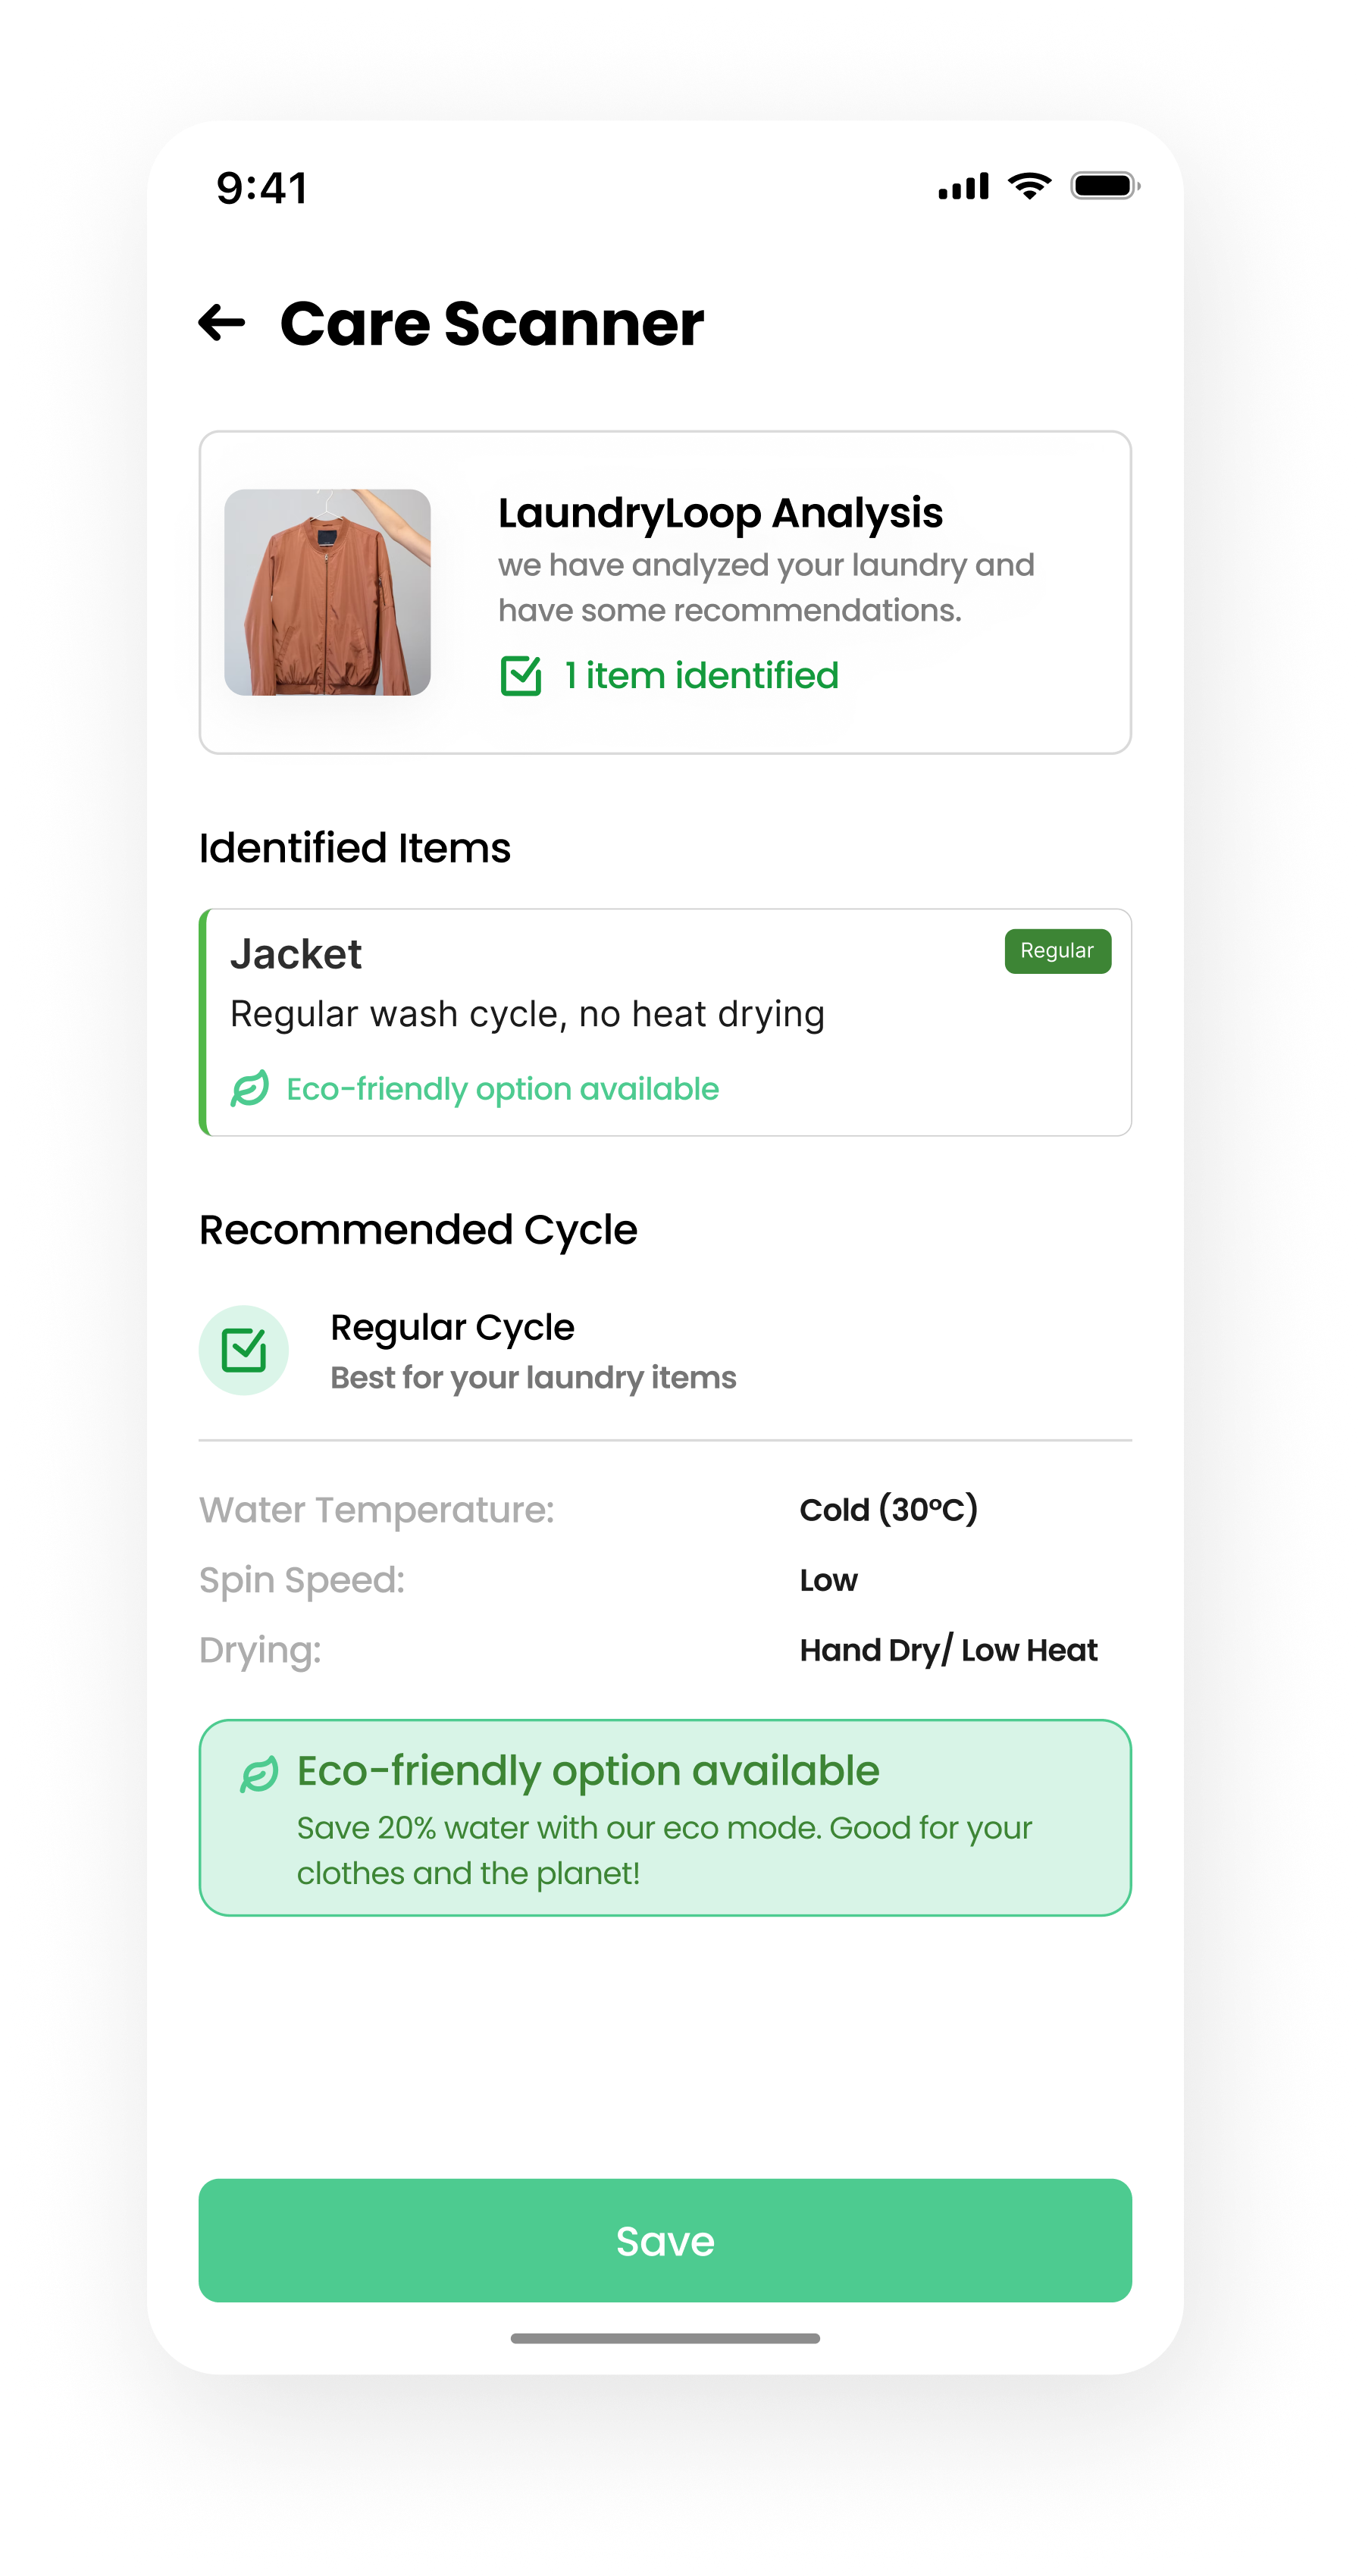 9:41
Care Scanner
LaundryLoop Analysis
we have analyzed your laundry and
have some recommendations.
1 item identified
Identified Items
Jacket
Regular
Regular wash cycle, no heat drying
Eco-friendly option available
Recommended Cycle
Regular Cycle
Best for your laundry items
Water Temperature: Cold (30°C)
Spin Speed: Low
Drying: Hand Dry/ Low Heat
Eco-friendly option available
Save 20% water with our eco mode. Good for your
clothes and the planet!
Save